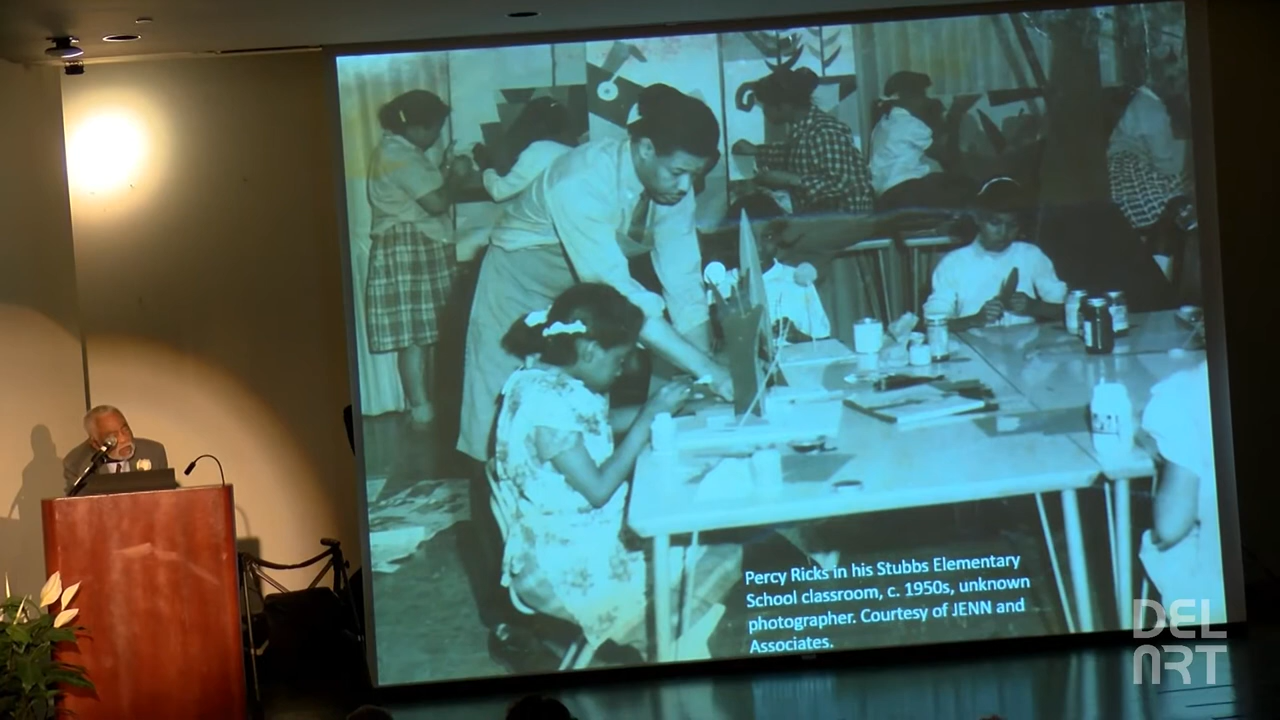 Percy Ricks in his Stubbs Elementary
School classroom, c. 1950s, unknown
photographer. Courtesy of JENN and
Associates.
DEL
ART